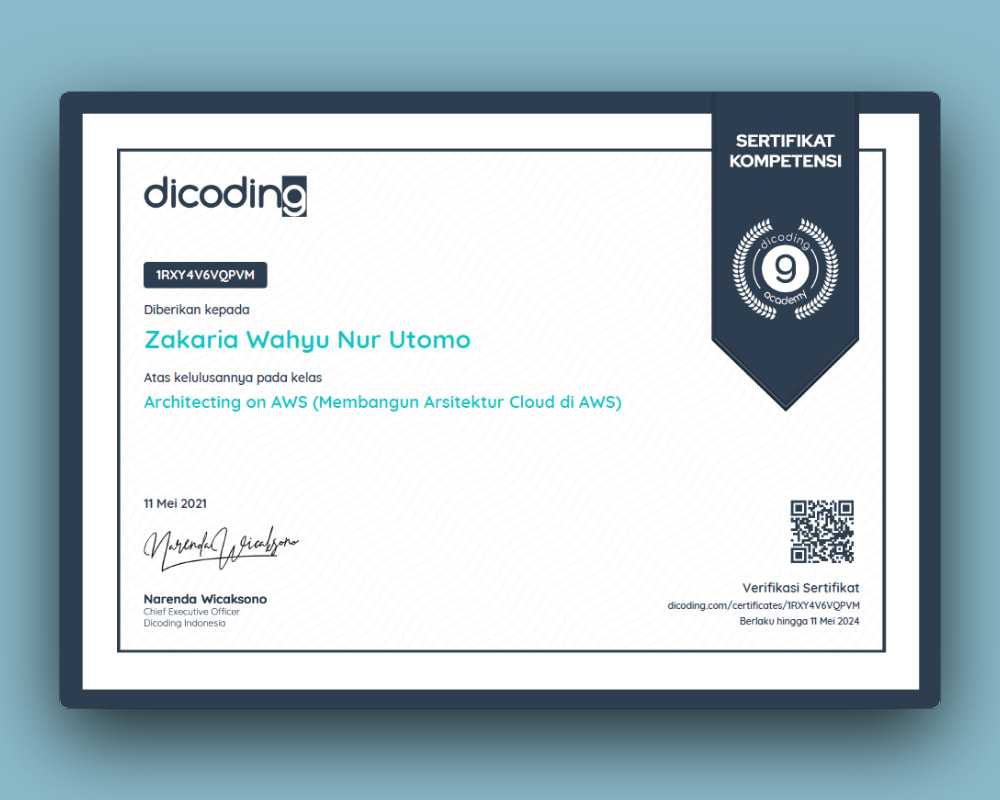 SERTIFIKAT
KOMPETENSI
dicoding
dicoding
9
academy
1RXY4V6VQPVM
Diberikan kepada
Zakaria Wahyu Nur Utomo
Atas kelulusannya pada kelas
Architecting on AWS (Membangun Arsitektur Cloud di AWS)
11 Mei 2021
Narenda Wicaksono
Narenda Wicaksono
Chief Executive Officer
Dicoding Indonesia
Verifikasi Sertifikat
dicoding.com/certificates/1RXY4V6VQPVM
Berlaku hingga 11 Mei 2024